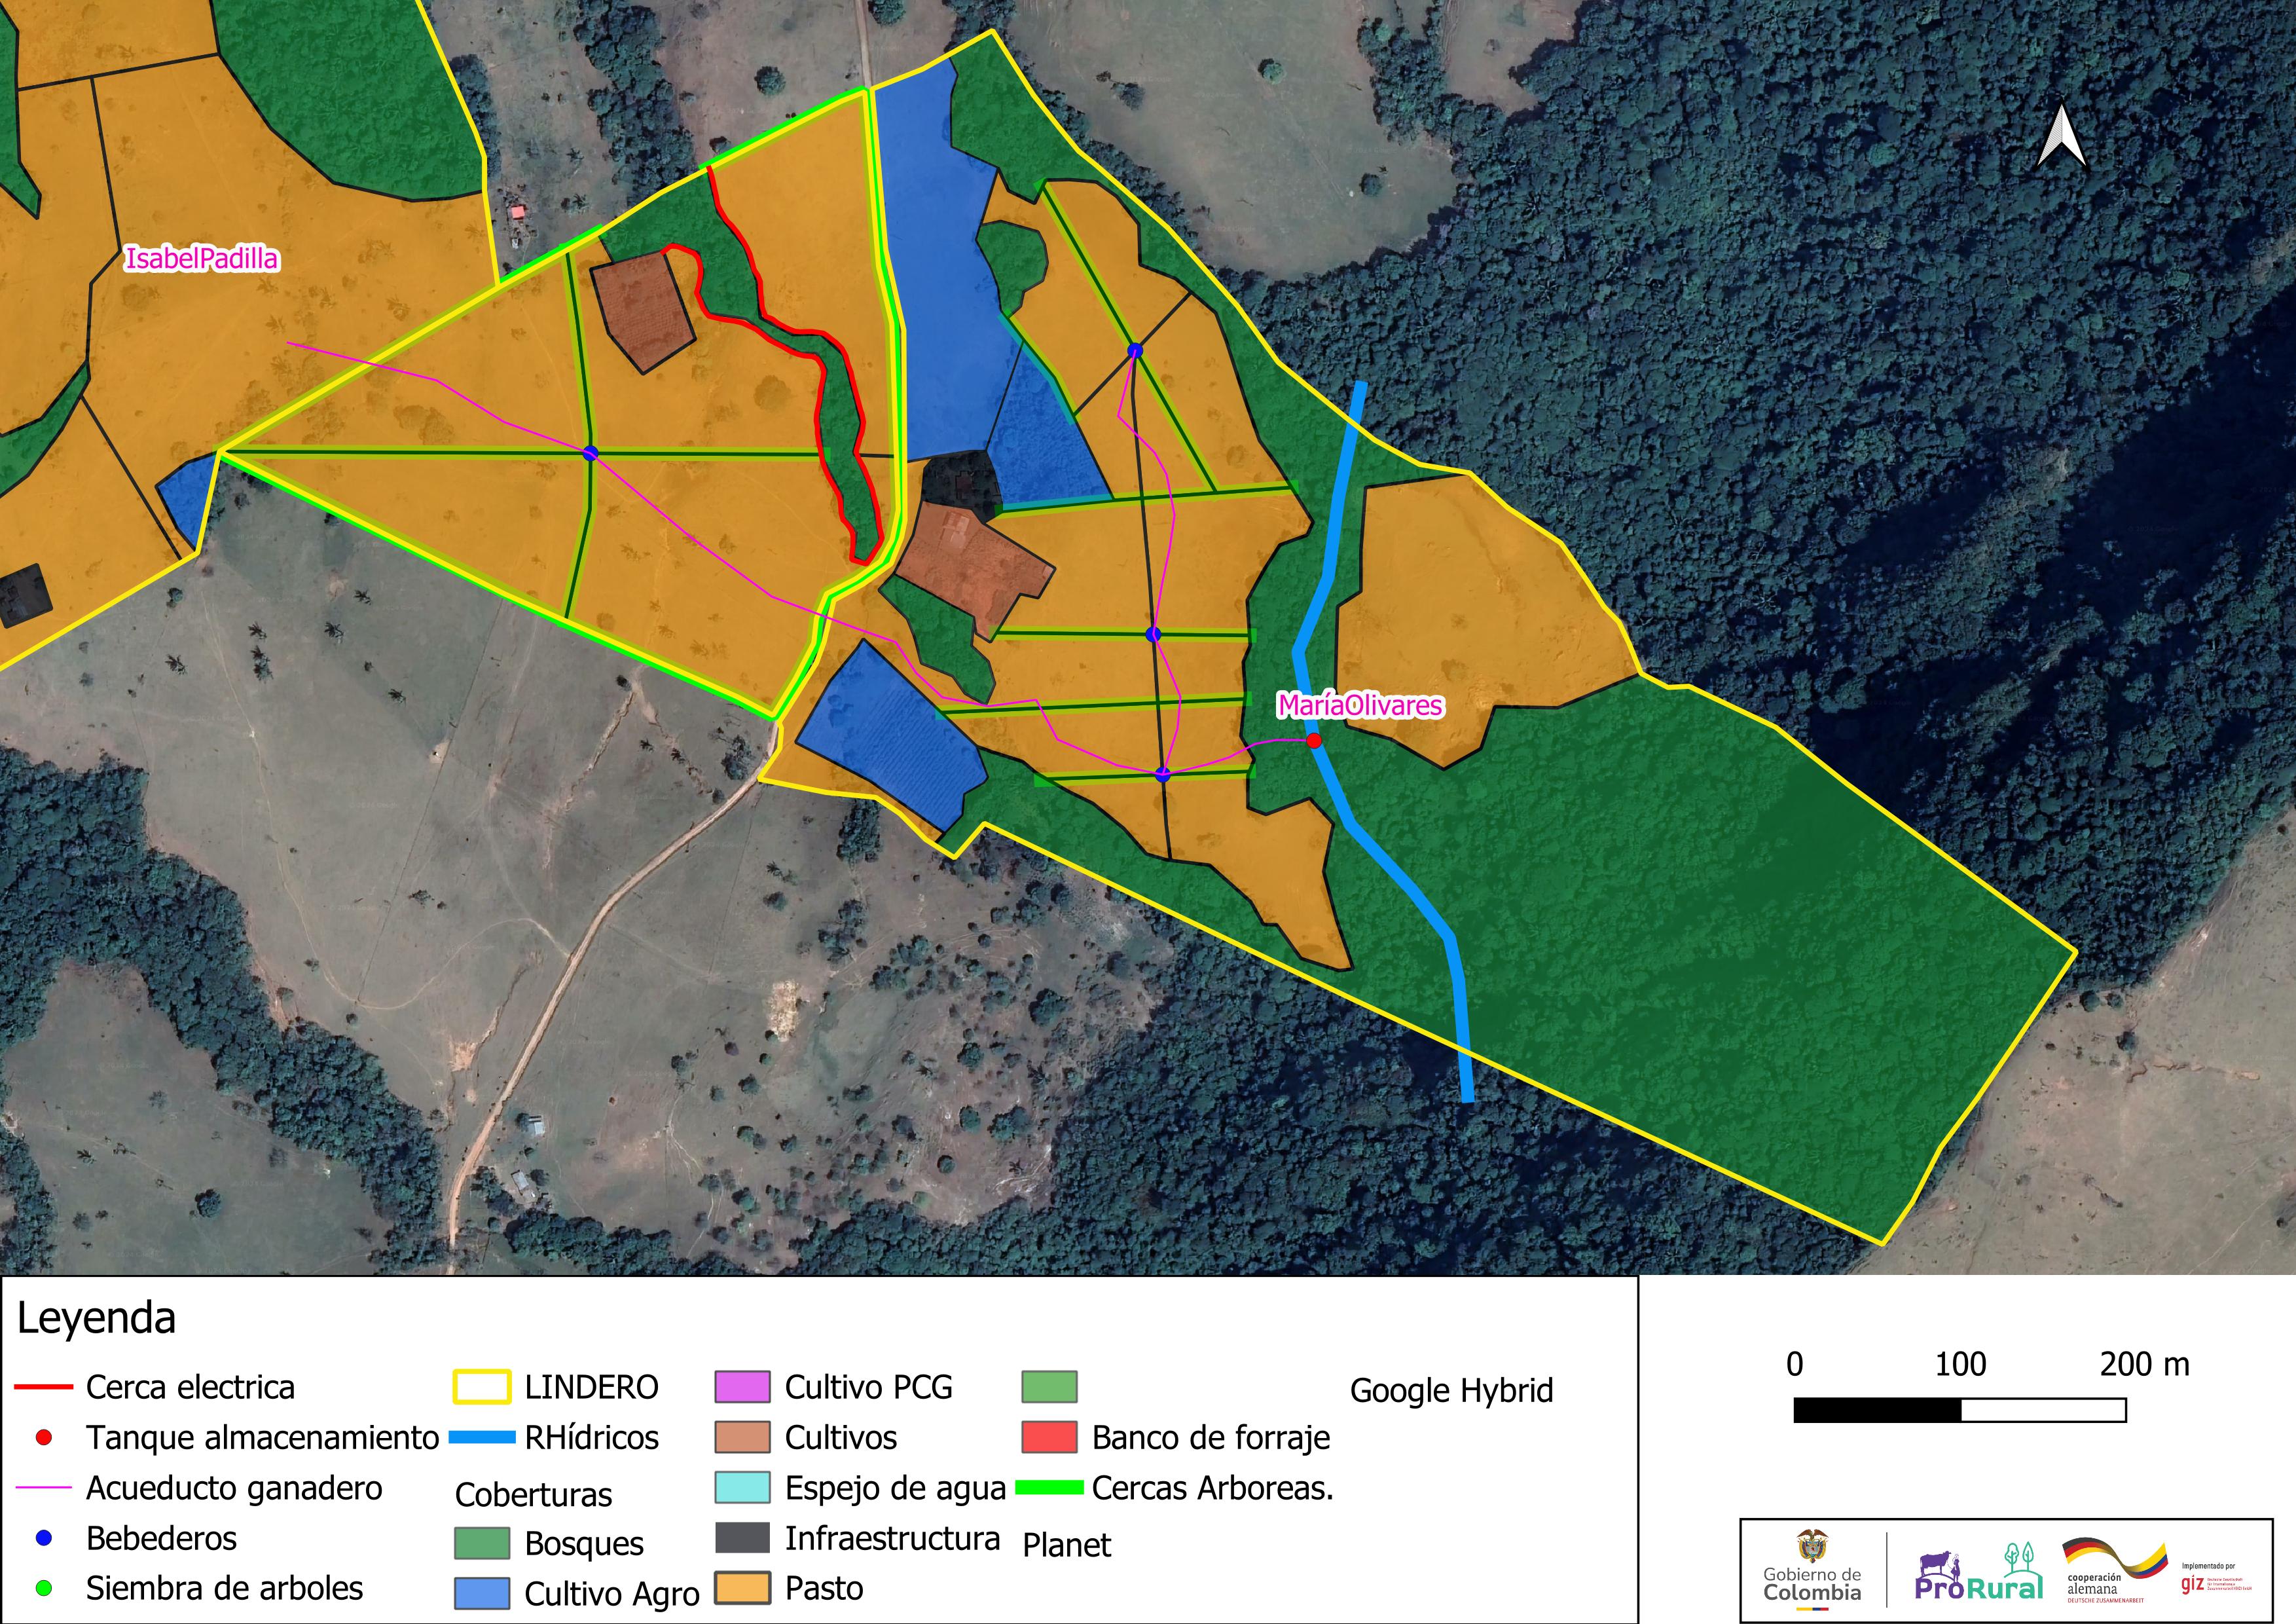 IsabelPadilla
MaríaOlivares
Leyenda
Cerca electrica
Tanque almacenamiento
Acueducto ganadero
Bebederos
Siembra de arboles
LINDERO
RHídricos
Coberturas
Bosques
Cultivo Agro
Cultivo PCG
Cultivos
Espejo de agua
Infraestructura
Pasto
Banco de forraje
Cercas Arboreas.
Planet
Google Hybrid
0 100 200 m
Gobierno de
Colombia
ProRural
cooperación
alemana
DEUTSCHE ZUSAMMENARBEIT
Implementado por
giz